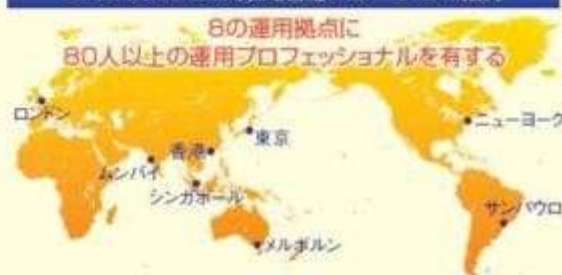 8の運用拠点に
80人以上の運用プロフェッショナルを有する
ロンドン
ニューヨーク
東京
香港
ムンバイ
シンガポール
サンパウロ
メルボルン